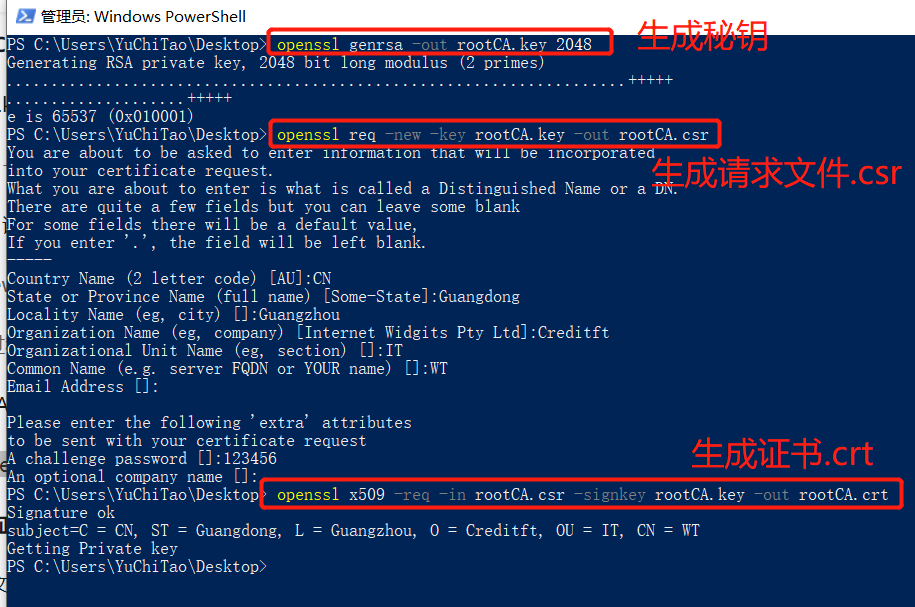 管理员: Windows PowerShell
PS C:\Users\YuChiTao\Desktop> openssl genrsa -out rootCA.key 2048
生成秘钥
Generating RSA private key, 2048 bit long modulus (2 primes)
.....................................................................+++++
....................+++++
e is 65537 (0x010001)
PS C:\Users\YuChiTao\Desktop> openssl req -new -key rootCA.key -out rootCA.csr
You are about to be asked to enter information that will be incorporated
into your certificate request.
生成请求文件.csr
What you are about to enter is what is called a Distinguished Name or a DN.
There are quite a few fields but you can leave some blank
For some fields there will be a default value,
If you enter '.', the field will be left blank.
-----
Country Name (2 letter code) [AU]:CN
State or Province Name (full name) [Some-State]:Guangdong
Locality Name (eg, city) []:Guangzhou
Organization Name (eg, company) [Internet Widgits Pty Ltd]:Creditft
Organizational Unit Name (eg, section) []:IT
Common Name (e.g. server FQDN or YOUR name) []:WT
Email Address []:
Please enter the following 'extra' attributes
to be sent with your certificate request
A challenge password []:123456
生成证书.crt
An optional company name []:
PS C:\Users\YuChiTao\Desktop> openssl x509 -req -in rootCA.csr -signkey rootCA.key -out rootCA.crt
Signature ok
subject=C = CN, ST = Guangdong, L = Guangzhou, O = Creditft, OU = IT, CN = WT
Getting Private key
PS C:\Users\YuChiTao\Desktop>